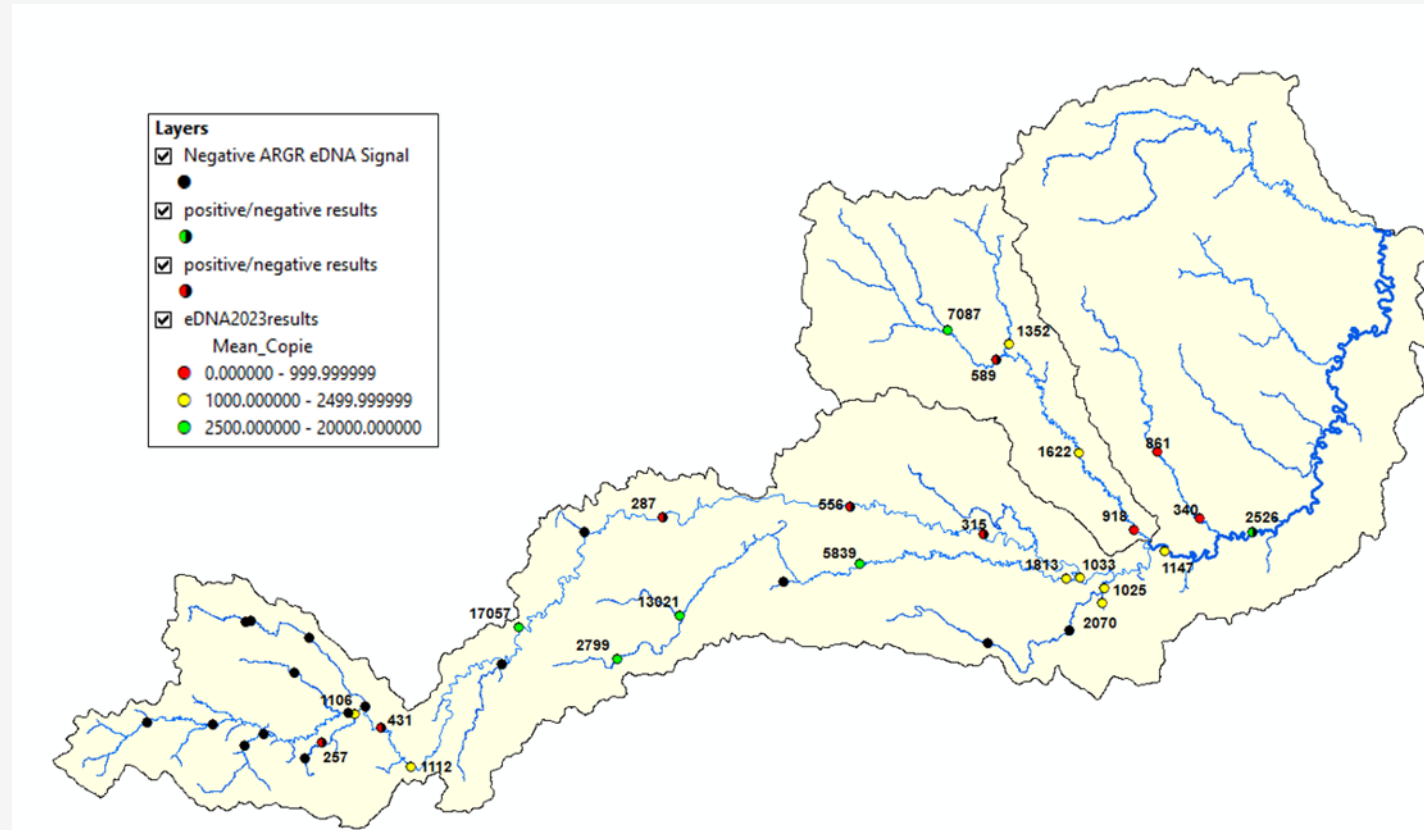 Layers
Negative ARGR eDNA Signal
positive/negative results
positive/negative results
eDNA2023results
Mean_Copie
0.000000 - 999.999999
1000.000000 - 2499.999999
2500.000000 - 20000.000000
7087
1352
589
1622
861
287
556
315
918
340
2526
5839
1813
1033
1147
13021
1025
17057
2070
2799
1106
431
257
1112